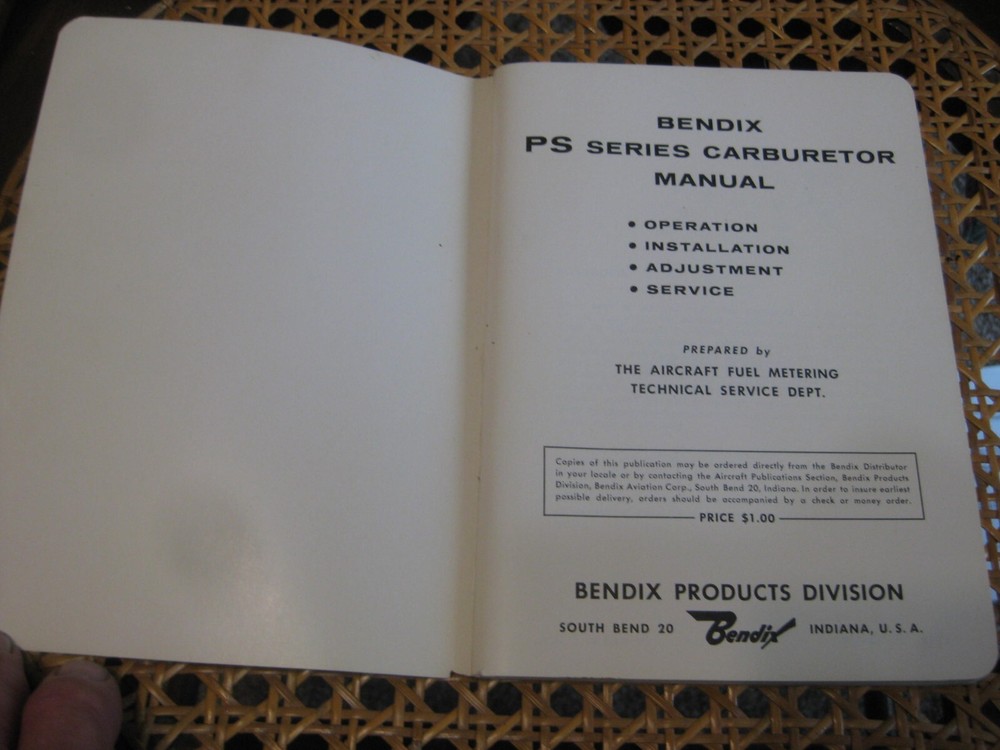 BENDIX
PS SERIES CARBURETOR
MANUAL
• OPERATION
• INSTALLATION
• ADJUSTMENT
• SERVICE
PREPARED by
THE AIRCRAFT FUEL METERING
TECHNICAL SERVICE DEPT.
Copies of this publication may be ordered directly from the Bendix Distributor
in your locale or by contacting the Aircraft Publications Section, Bendix Products
Division, Bendix Aviation Corp., South Bend 20, Indiana. In order to insure earliest
possible delivery, orders should be accompanied by a check or money order.
PRICE $1.00
BENDIX PRODUCTS DIVISION
SOUTH BEND 20 Bendix INDIANA, U.S.A.